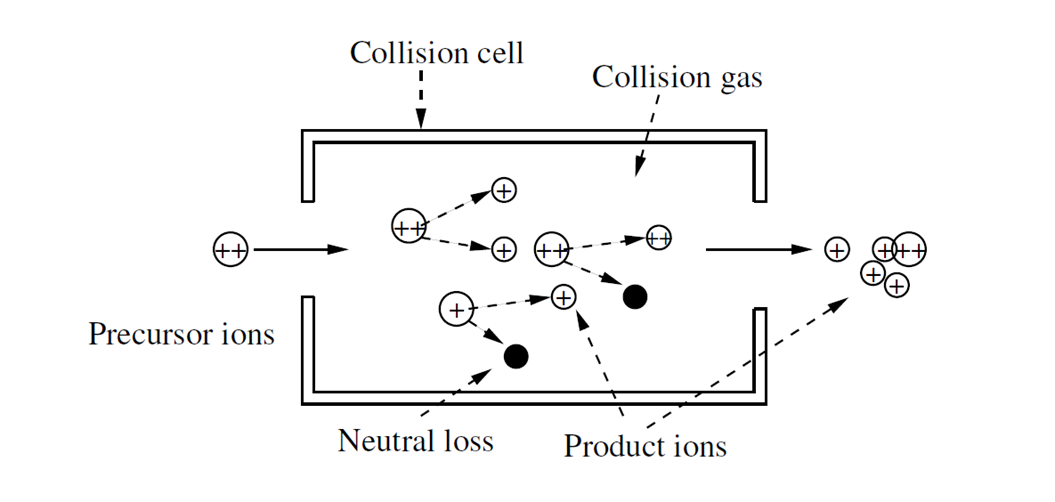 Collision cell
Collision gas
+
++
++
+
++
++
+
+
++
+
+
+
+
Precursor ions
Neutral loss
Product ions